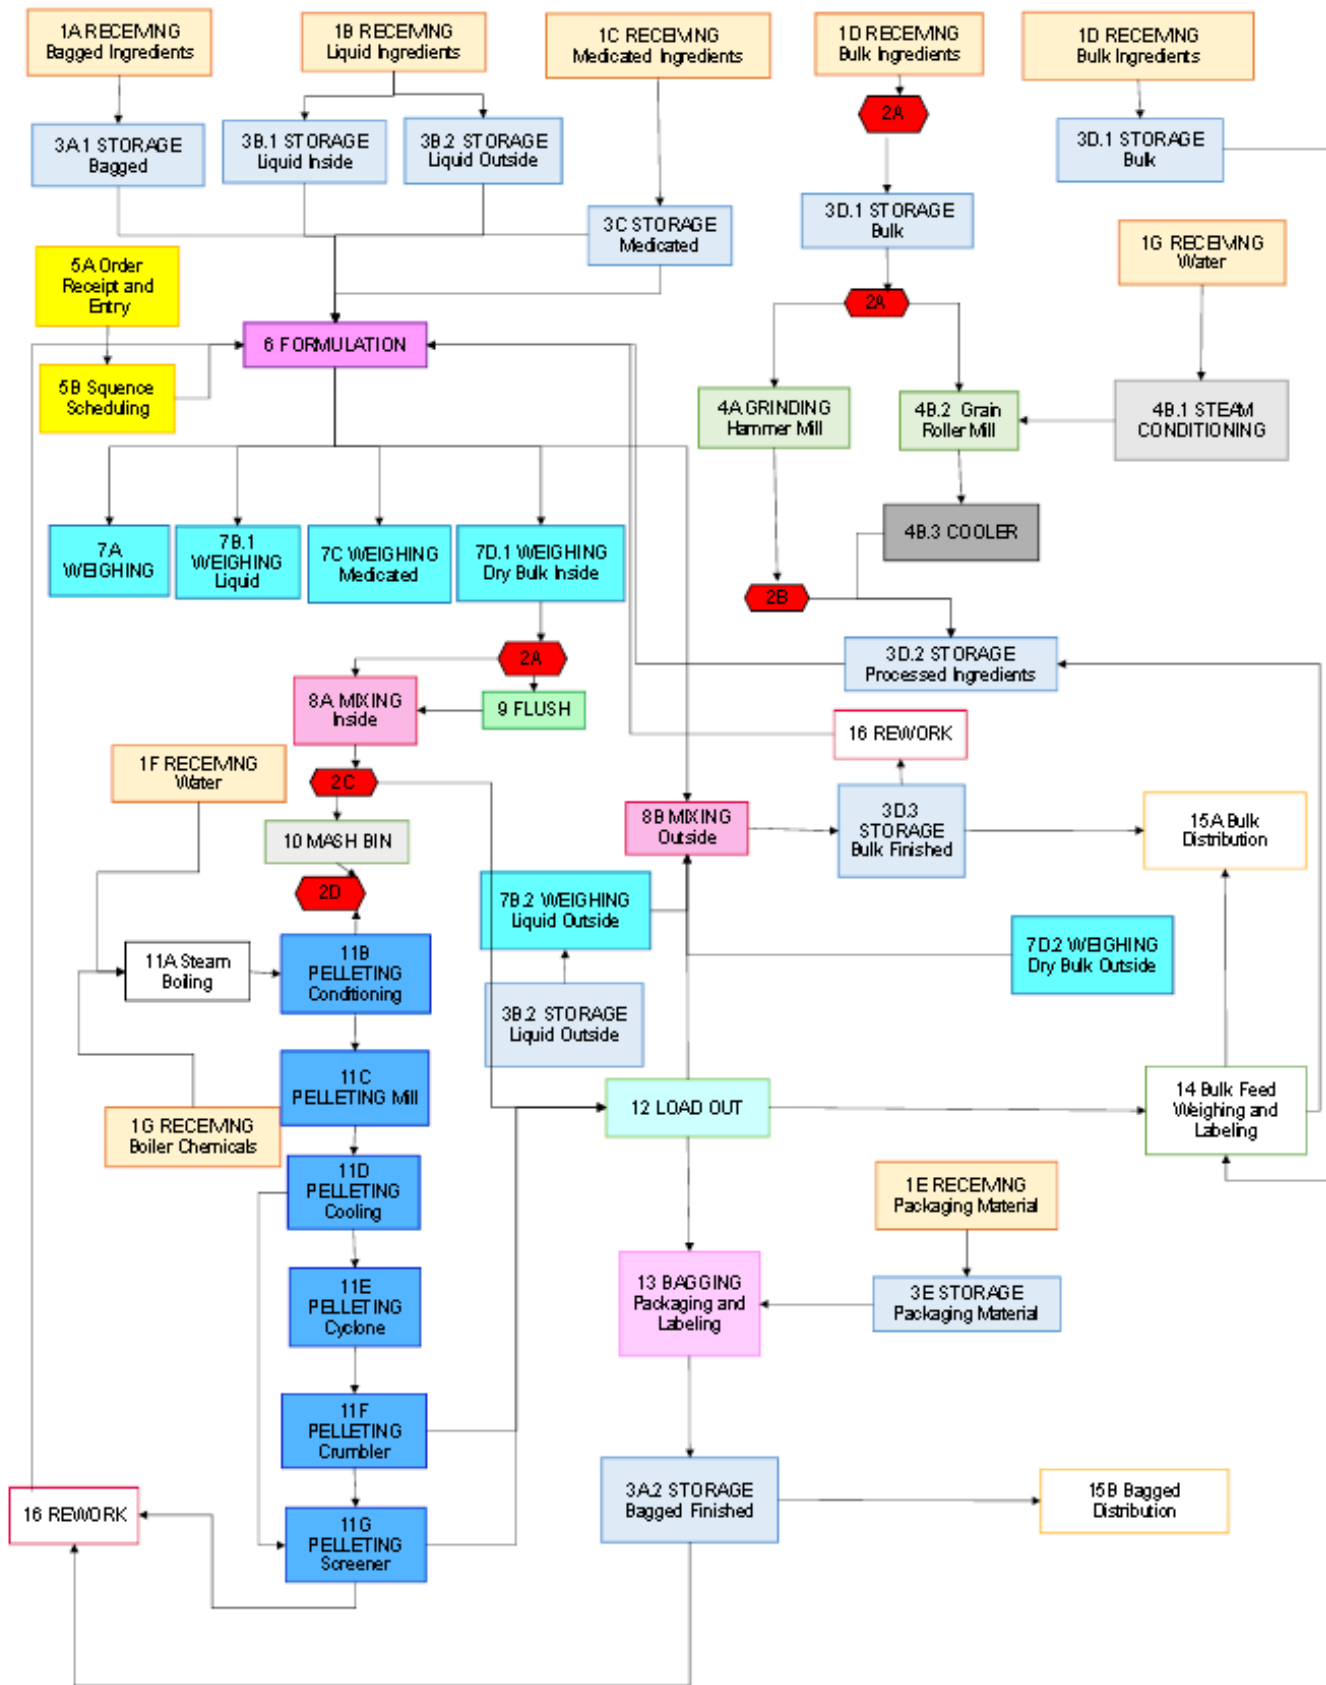 1A RECEIVING
Bagged Ingredients
1B RECEIVING
Liquid Ingredients
1C RECEIVING
Medicated Ingredients
1D RECEIVING
Bulk Ingredients
1D RECEIVING
Bulk Ingredients
2A
3A.1 STORAGE
Bagged
3B.1 STORAGE
Liquid Inside
3B.2 STORAGE
Liquid Outside
3D.1 STORAGE
Bulk
3C STORAGE
Medicated
3D.1 STORAGE
Bulk
1G RECEIVING
Water
5A Order
Receipt and
Entry
2A
6 FORMULATION
5B Squence
Scheduling
4A GRINDING
Hammer Mill
4B.2 Grain
Roller Mill
4B.1 STEAM
CONDITIONING
7A
WEIGHING
7B.1
WEIGHING
Liquid
7C WEIGHING
Medicated
7D.1 WEIGHING
Dry Bulk Inside
4B.3 COOLER
2B
2A
3D.2 STORAGE
Processed Ingredients
8A MIXING
Inside
9 FLUSH
16 REWORK
1F RECEIVING
Water
2C
8B MIXING
Outside
3D.3
STORAGE
Bulk Finished
15A Bulk
Distribution
10 MASH BIN
2D
7B.2 WEIGHING
Liquid Outside
7D.2 WEIGHING
Dry Bulk Outside
11A Steam
Boiling
11B
PELLETING
Conditioning
3B.2 STORAGE
Liquid Outside
11C
PELLETING Mill
12 LOAD OUT
14 Bulk Feed
Weighing and
Labeling
1G RECEIVING
Boiler Chemicals
11D
PELLETING
Cooling
1E RECEIVING
Packaging Material
11E
PELLETING
Cyclone
13 BAGGING
Packaging and
Labeling
3E STORAGE
Packaging Material
11F
PELLETING
Crumbler
16 REWORK
11G
PELLETING
Screener
3A.2 STORAGE
Bagged Finished
15B Bagged
Distribution